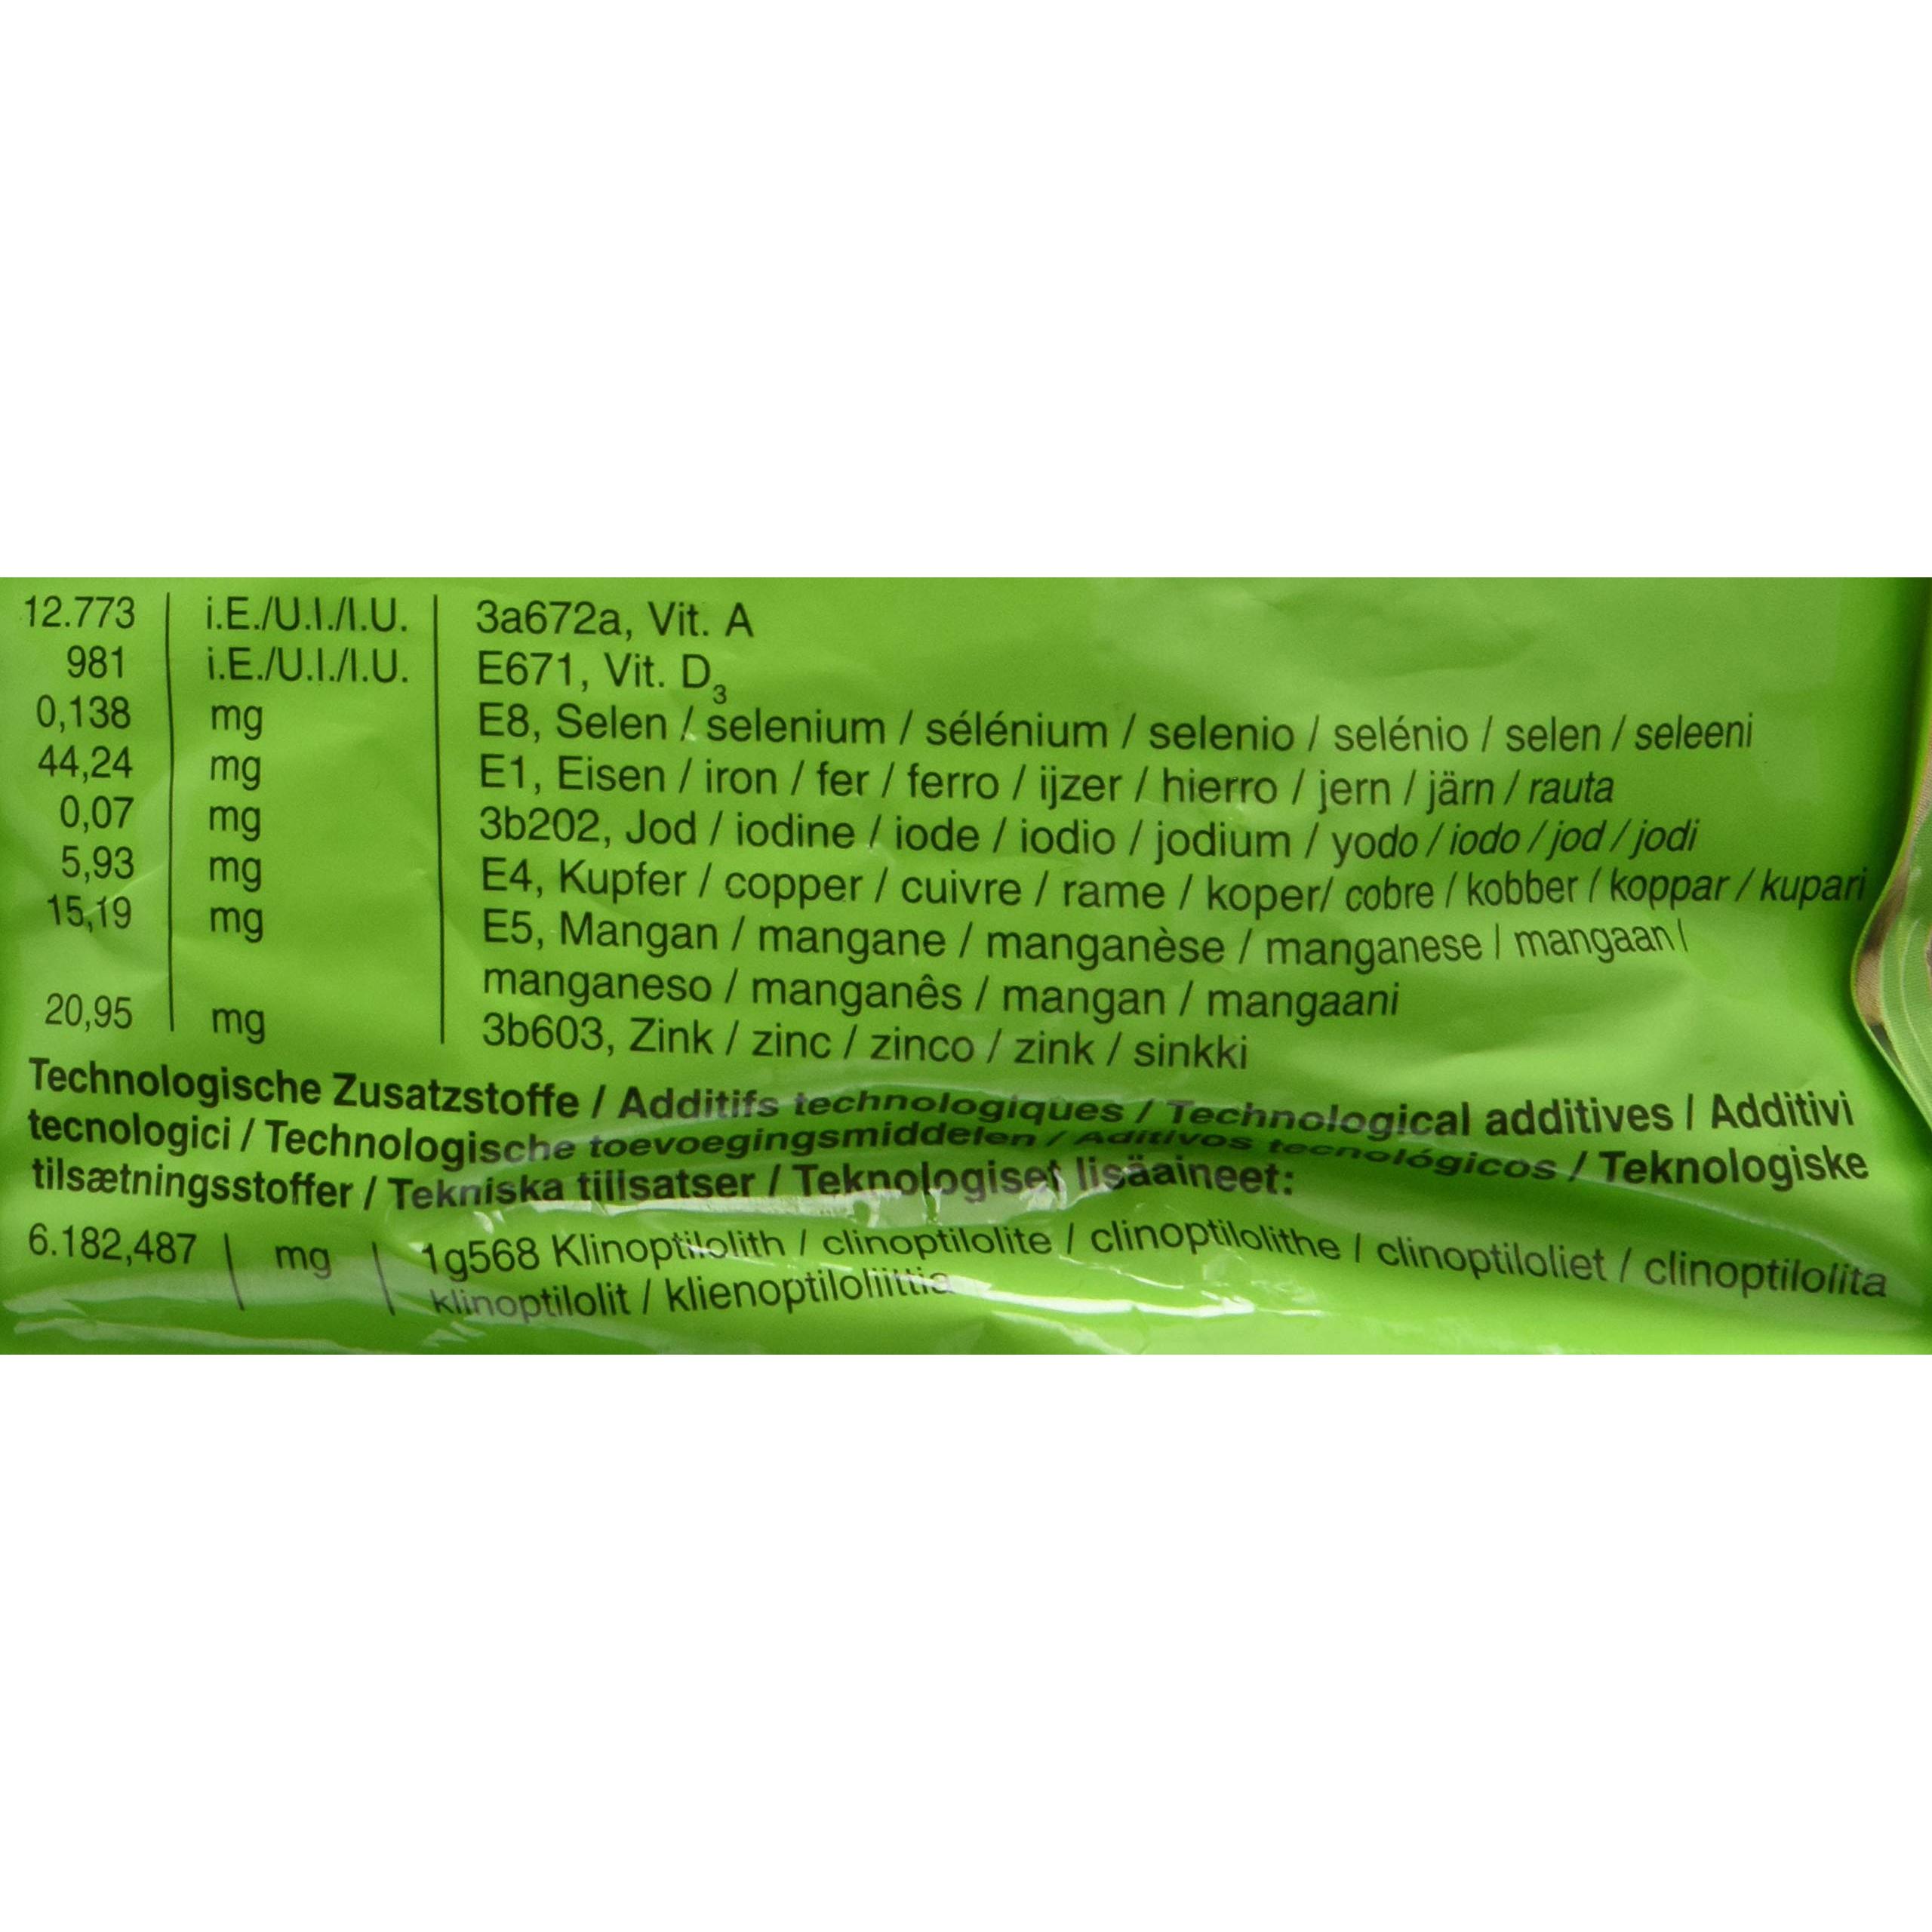 12.773 i.E./U.I./I.U. 3a672a, Vit. A
981 i.E./U.I./I.U. E671, Vit. D3
0,138 mg E8, Selen / selenium / sélénium / selenio / selénio / selen / seleeni
44,24 mg E1, Eisen / iron / fer / ferro / ijzer / hierro / jern / järn / rauta
0,07 mg 3b202, Jod / iodine / iode / iodio / jodium / yodo / iodo / jod / jodi
5,93 mg E4, Kupfer / copper / cuivre / rame / koper/ cobre / kobber / koppar / kupari
15,19 mg E5, Mangan / mangane / manganèse / manganese / mangaan /
manganeso / manganês / mangan / mangaani
20,95 mg 3b603, Zink / zinc / zinco / zink / sinkki
Technologische Zusatzstoffe / Additifs technologiques / Technological additives / Additivi
tecnologici / Technologische toevoegingsmiddelen / Aditivos tecnológicos / Teknologiske
tilsætningsstoffer / Tekniska tillsatser / Teknologiset lisäaineet:
6.182,487 mg 1g568 Klinoptilolith / clinoptilolite / clinoptilolithe / clinoptiloliet / clinoptilolita
klinoptilolit / klienoptiloliittia